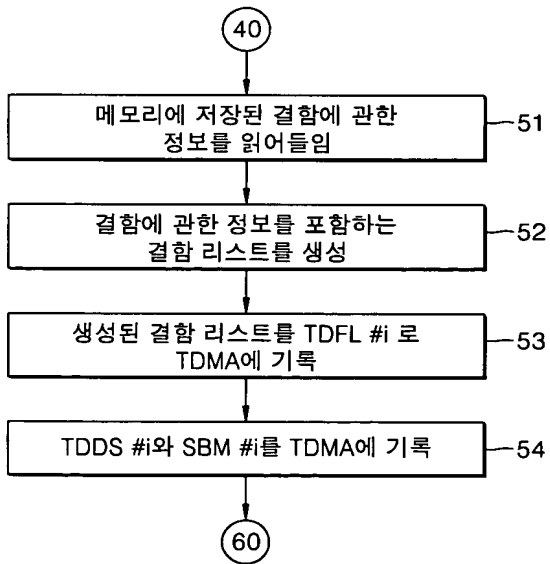 40
메모리에 저장된 결함에 관한
정보를 읽어들임
51
결함에 관한 정보를 포함하는
결함 리스트를 생성
52
생성된 결함 리스트를 TDFL #i 로
TDMA에 기록
53
TDDS #i와 SBM #i를 TDMA에 기록
54
60